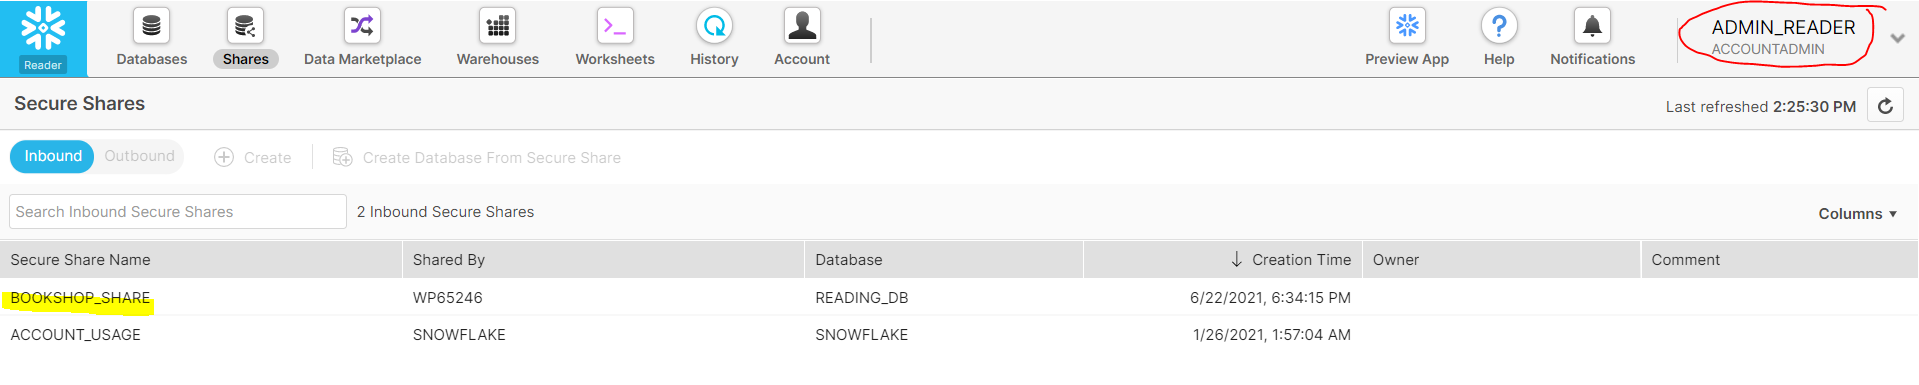 Reader
Databases
Shares
Data Marketplace
Warehouses
Worksheets
History
Account
Preview App
Help
Notifications
ADMIN_READER
ACCOUNTADMIN
Secure Shares
Last refreshed 2:25:30 PM
Inbound Outbound Create Create Database From Secure Share
Search Inbound Secure Shares 2 Inbound Secure Shares
Columns
Secure Share Name Shared By Database Creation Time Owner Comment
BOOKSHOP_SHARE WP65246 READING_DB 6/22/2021, 6:34:15 PM
ACCOUNT_USAGE SNOWFLAKE SNOWFLAKE 1/26/2021, 1:57:04 AM